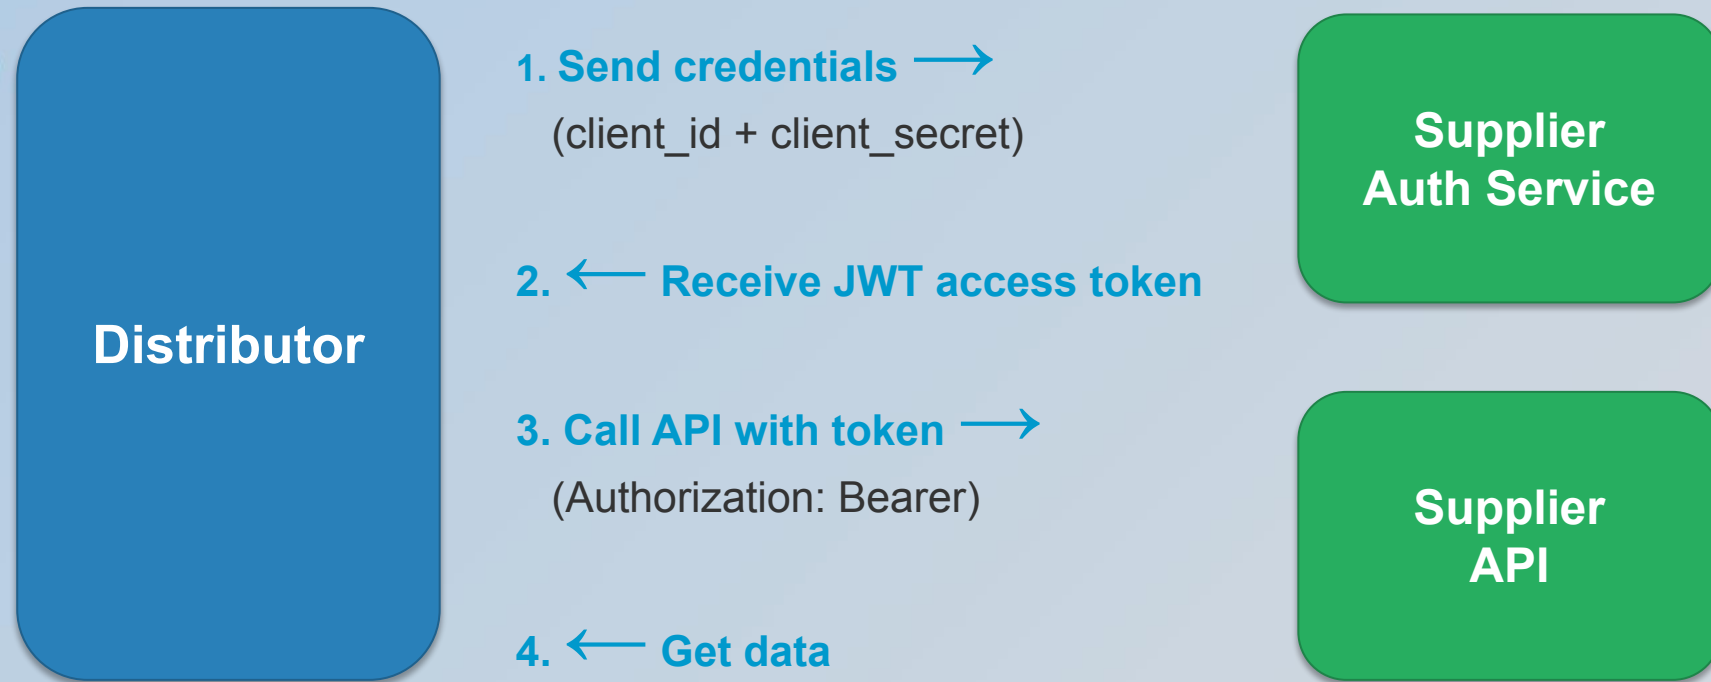 Distributor
1. Send credentials →
(client_id + client_secret)
2. ← Receive JWT access token
3. Call API with token →
(Authorization: Bearer)
4. ← Get data
Supplier
Auth Service
Supplier
API